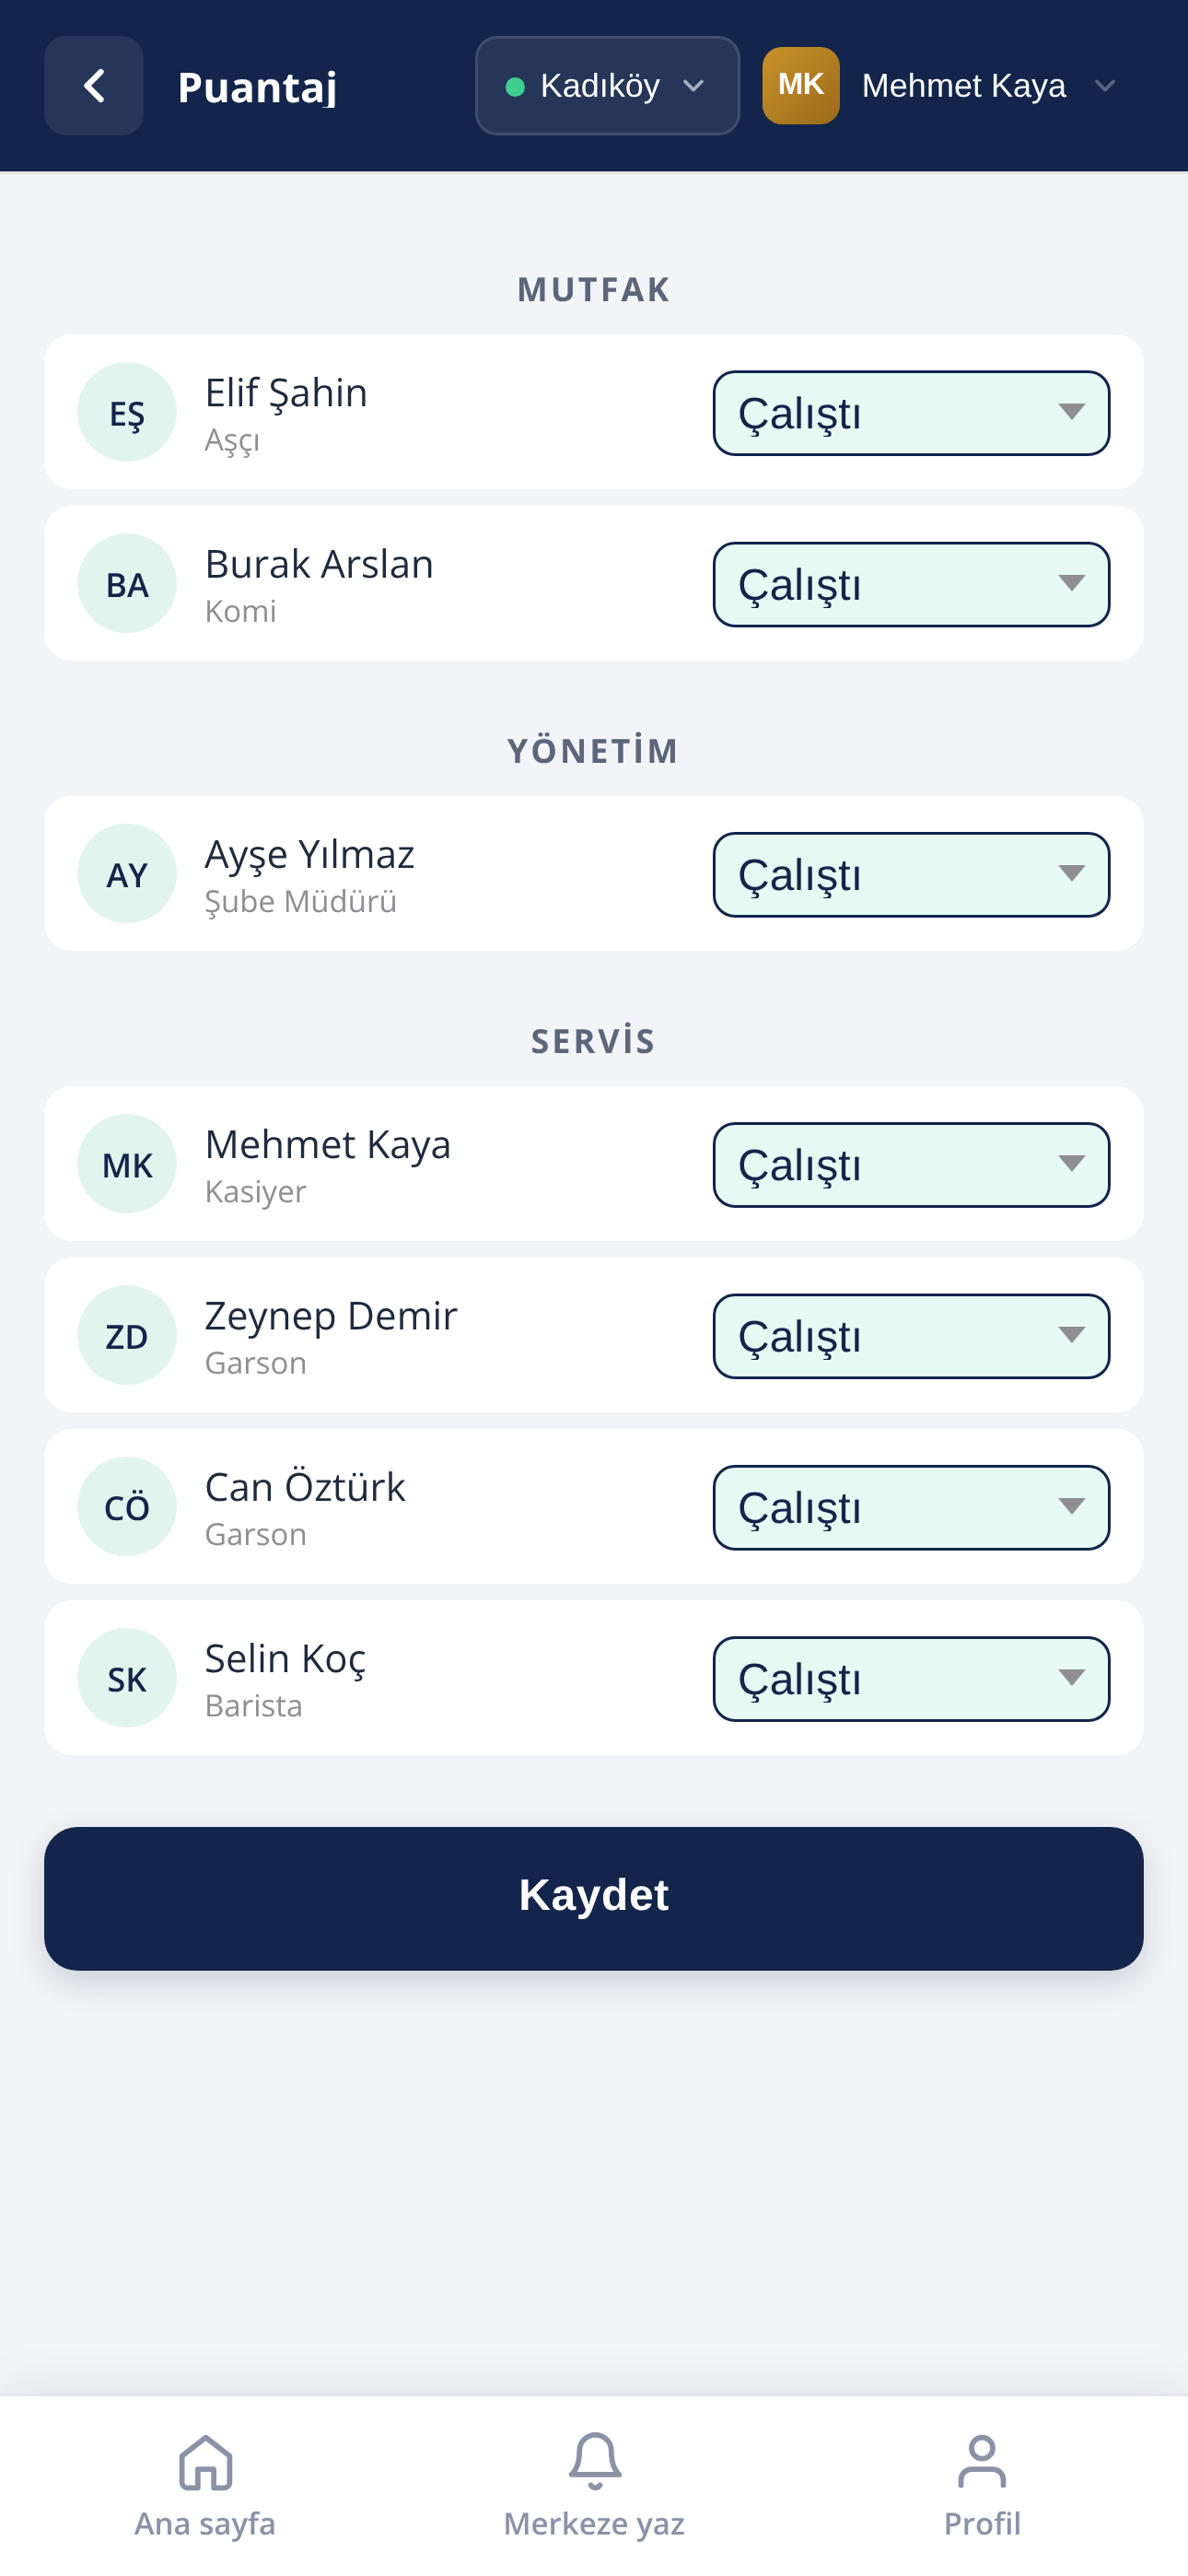 Puantaj
Kadıköy
MK
Mehmet Kaya
MUTFAK
EŞ
Elif Şahin
Aşçı
Çalıştı
BA
Burak Arslan
Komi
Çalıştı
YÖNETİM
AY
Ayşe Yılmaz
Şube Müdürü
Çalıştı
SERVİS
MK
Mehmet Kaya
Kasiyer
Çalıştı
ZD
Zeynep Demir
Garson
Çalıştı
CÖ
Can Öztürk
Garson
Çalıştı
SK
Selin Koç
Barista
Çalıştı
Kaydet
Ana sayfa
Merkeze yaz
Profil